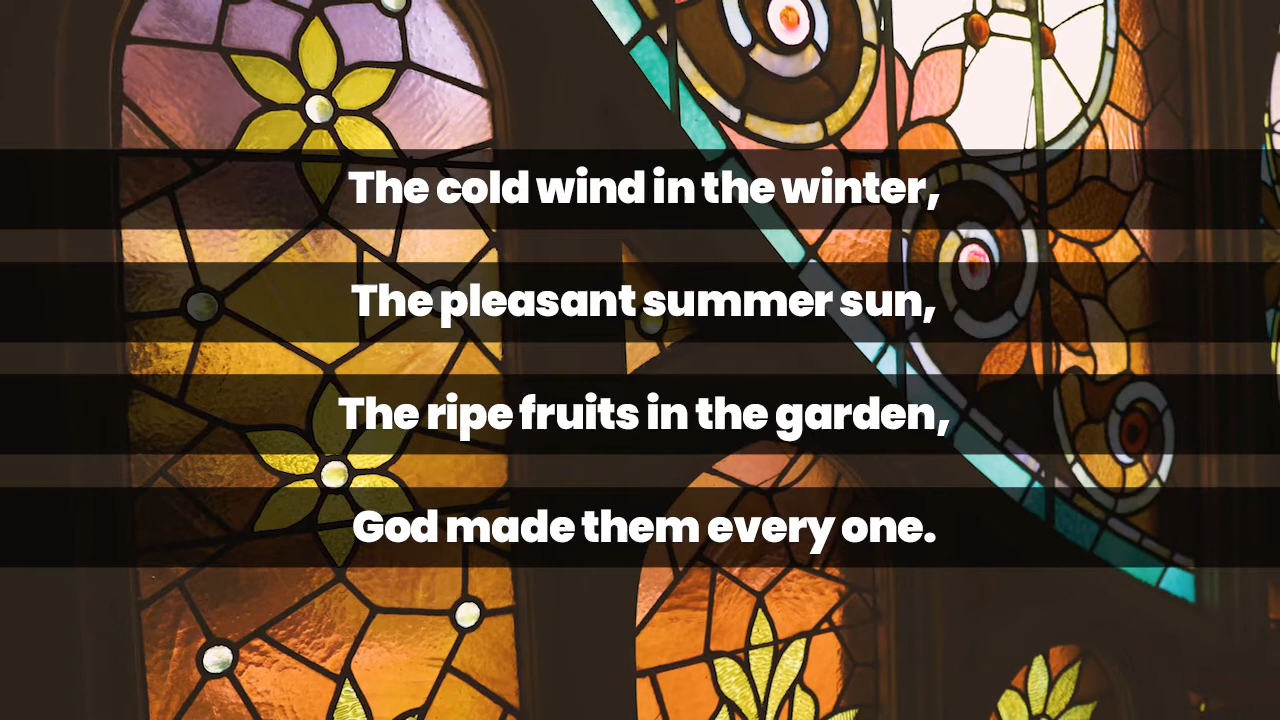 The cold wind in the winter,
The pleasant summer sun,
The ripe fruits in the garden,
God made them every one.